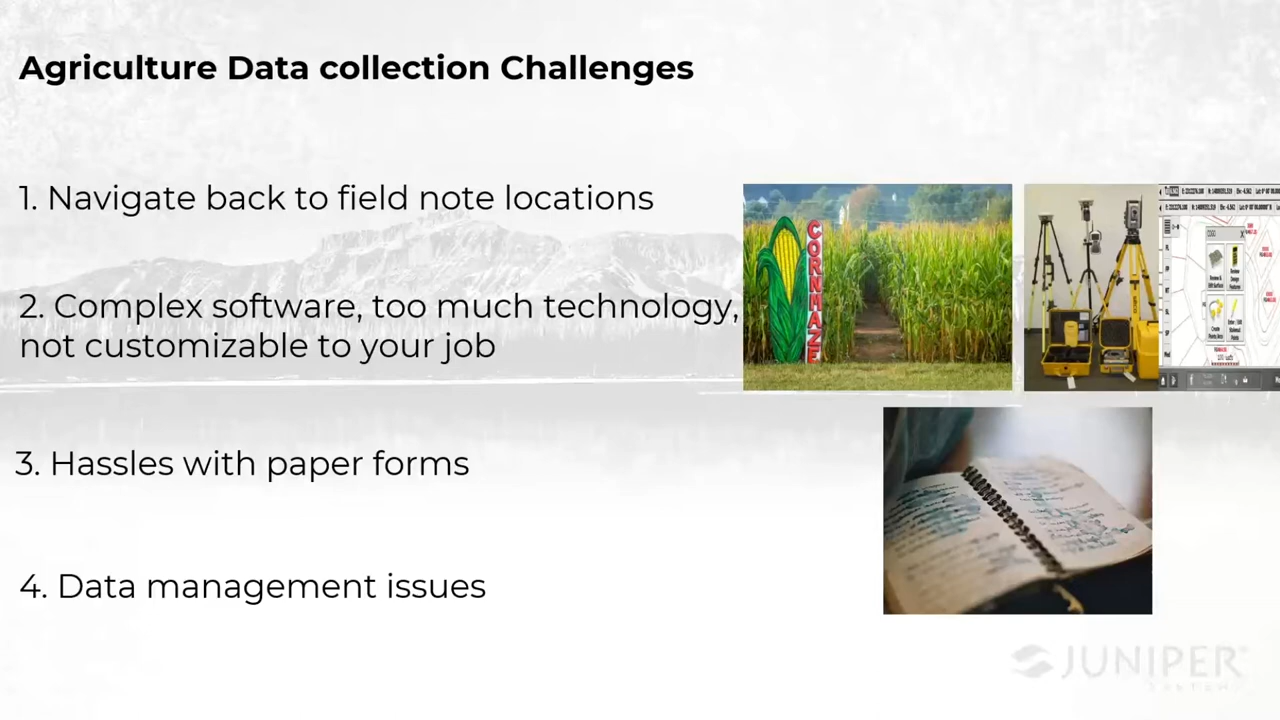 Agriculture Data collection Challenges
1. Navigate back to field note locations
2. Complex software, too much technology,
not customizable to your job
3. Hassles with paper forms
4. Data management issues
CORN MAZE
JUNIPER